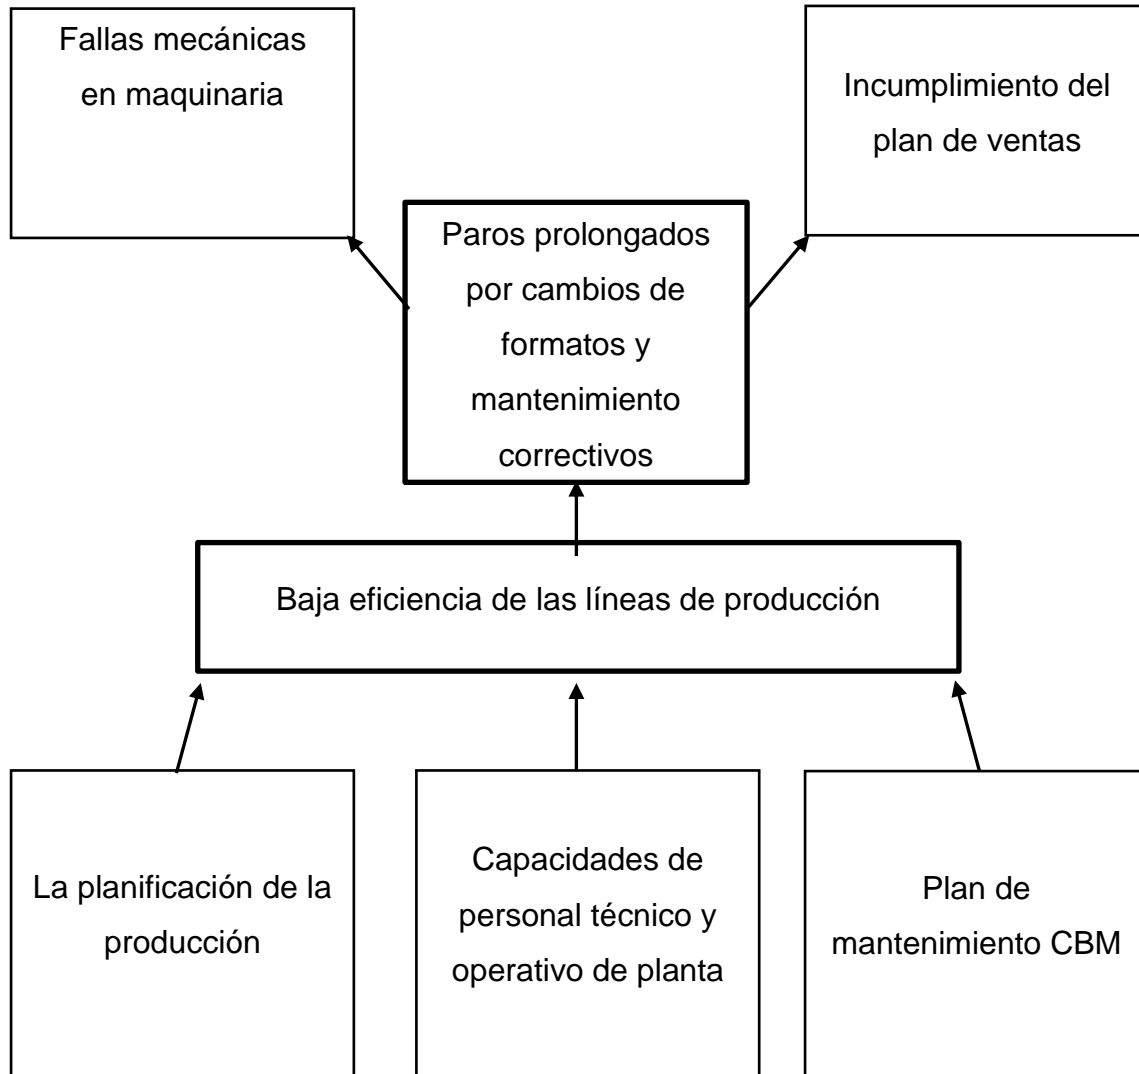 Fallas mecánicas
en maquinaria
Incumplimiento del
plan de ventas
Paros prolongados
por cambios de
formatos y
mantenimiento
correctivos
Baja eficiencia de las líneas de producción
La planificación de la
producción
Capacidades de
personal técnico y
operativo de planta
Plan de
mantenimiento CBM